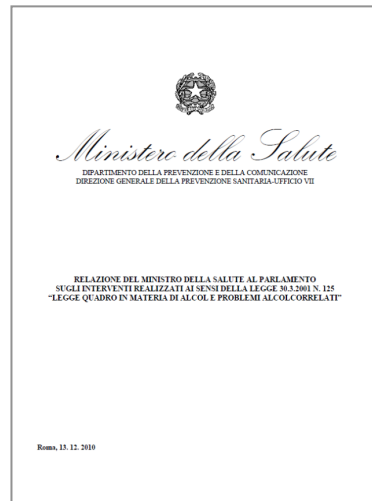 Ministero della Salute
DIPARTIMENTO DELLA PREVENZIONE E DELLA COMUNICAZIONE
DIREZIONE GENERALE DELLA PREVENZIONE SANITARIA-UFFICIO VII
RELAZIONE DEL MINISTRO DELLA SALUTE AL PARLAMENTO
SUGLI INTERVENTI REALIZZATI AI SENSI DELLA LEGGE 30.3.2001 N. 125
“LEGGE QUADRO IN MATERIA DI ALCOL E PROBLEMI ALCOLCORRELATI”
Roma, 13. 12. 2010